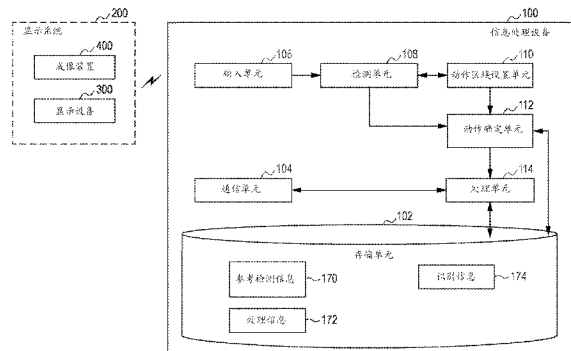 200
显示系统
400
成像装置
300
显示设备
100
信息处理设备
106
输入单元
108
检测单元
110
动作区域设置单元
112
动作确定单元
104
通信单元
114
处理单元
102
存储单元
参考检测信息
170
识别信息
174
处理信息
172